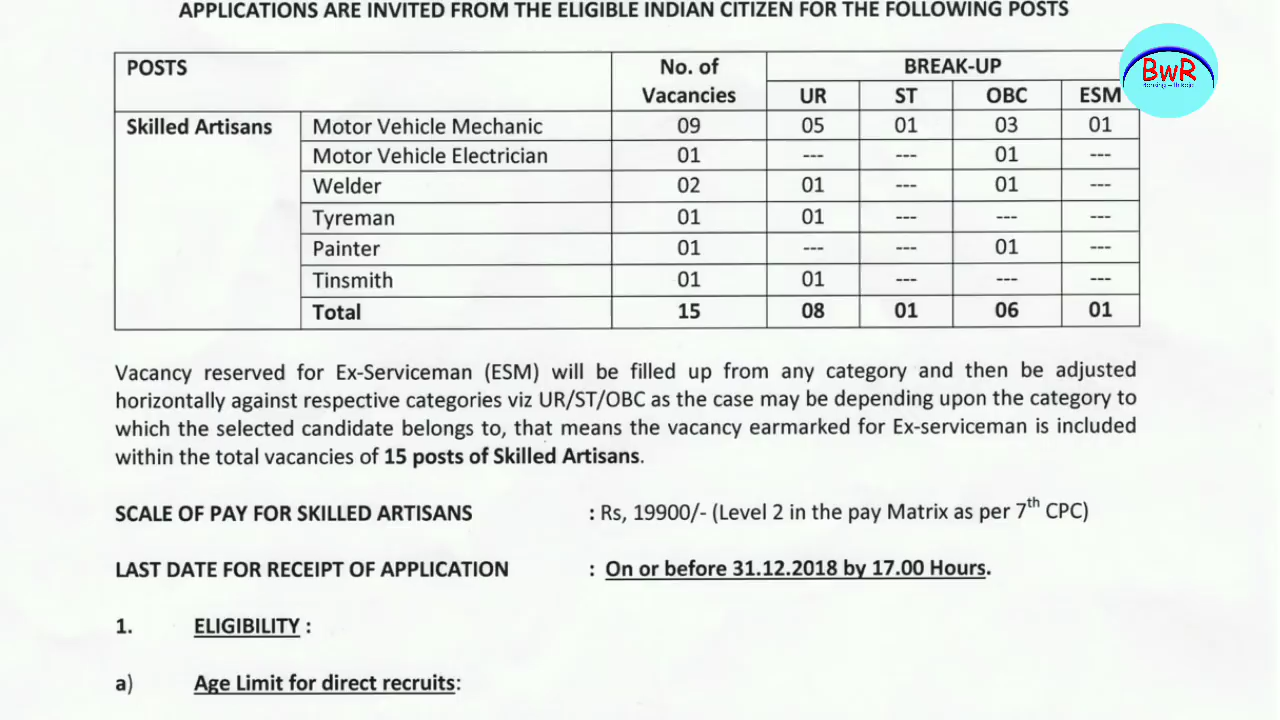 APPLICATIONS ARE INVITED FROM THE ELIGIBLE INDIAN CITIZEN FOR THE FOLLOWING POSTS
POSTS No. of Vacancies BREAK-UP
UR ST OBC ESM
BwR
Skilled Artisans Motor Vehicle Mechanic 09 05 01 03 01
Motor Vehicle Electrician 01 --- --- 01 ---
Welder 02 01 --- 01 ---
Tyreman 01 01 --- --- ---
Painter 01 --- --- 01 ---
Tinsmith 01 01 --- --- ---
Total 15 08 01 06 01
Vacancy reserved for Ex-Serviceman (ESM) will be filled up from any category and then be adjusted
horizontally against respective categories viz UR/ST/OBC as the case may be depending upon the category to
which the selected candidate belongs to, that means the vacancy earmarked for Ex-serviceman is included
within the total vacancies of 15 posts of Skilled Artisans.
SCALE OF PAY FOR SKILLED ARTISANS : Rs, 19900/- (Level 2 in the pay Matrix as per 7th CPC)
LAST DATE FOR RECEIPT OF APPLICATION : On or before 31.12.2018 by 17.00 Hours.
1. ELIGIBILITY :
a) Age Limit for direct recruits: